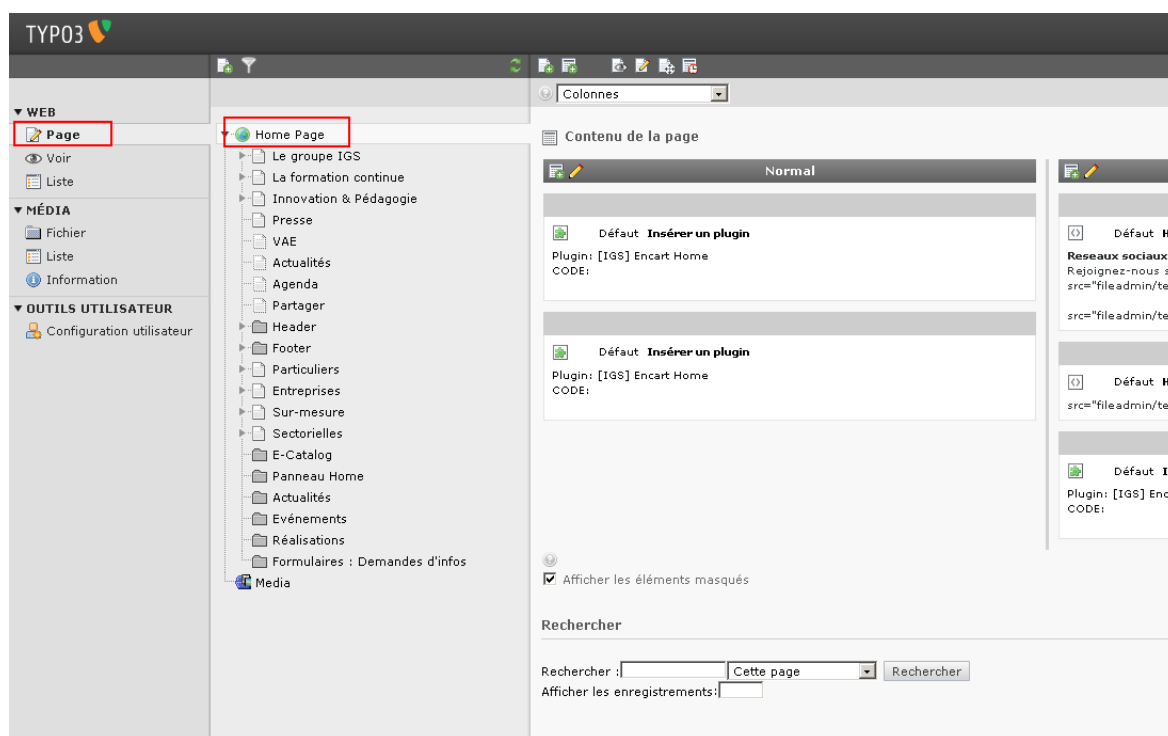 TYPO3
Colonnes
WEB
Page
Voir
Liste
MÉDIA
Fichier
Liste
Information
OUTILS UTILISATEUR
Configuration utilisateur
Home Page
Le groupe IGS
La formation continue
Innovation & Pédagogie
Presse
VAE
Actualités
Agenda
Partager
Header
Footer
Particuliers
Entreprises
Sur-mesure
Sectorielles
E-Catalog
Panneau Home
Actualités
Evénements
Réalisations
Formulaires : Demandes d'infos
Media
Contenu de la page
Normal
Défaut Insérer un plugin
Plugin: [IGS] Encart Home
CODE:
Défaut Insérer un plugin
Plugin: [IGS] Encart Home
CODE:
Défaut H
Reseaux sociaux
Rejoignez-nous s
src="fileadmin/te
src="fileadmin/te
Défaut H
src="fileadmin/te
Défaut I
Plugin: [IGS] Enc
CODE:
Afficher les éléments masqués
Rechercher
Rechercher : Cette page Rechercher
Afficher les enregistrements: